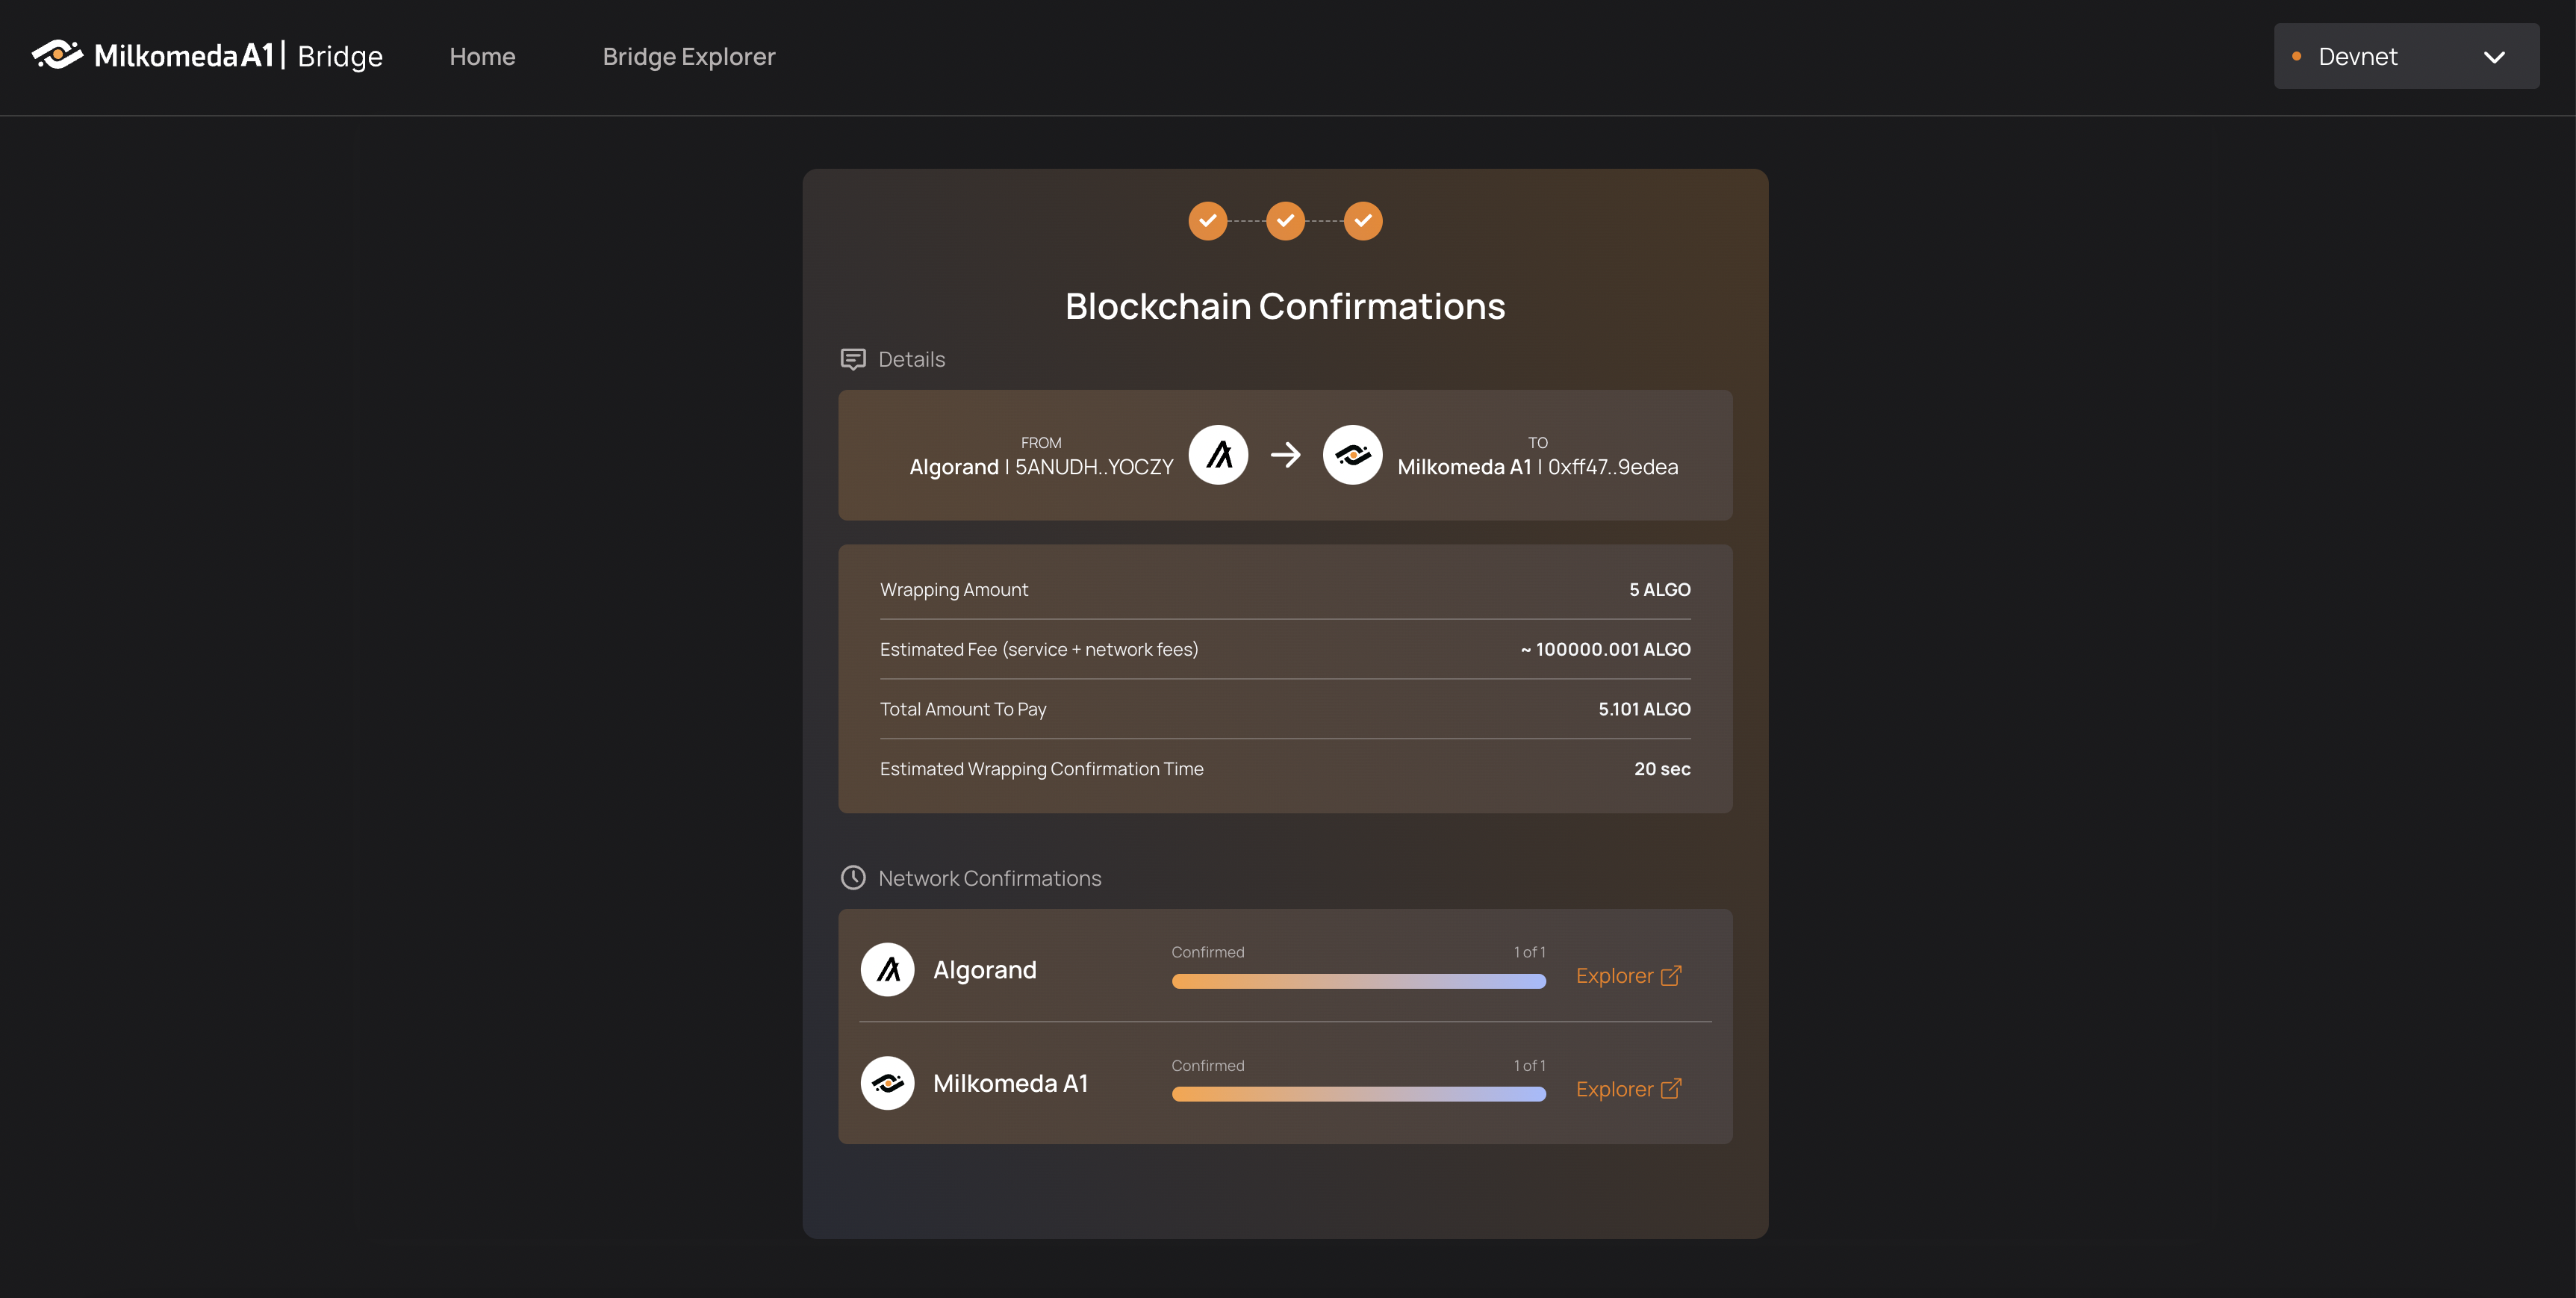 Milkomeda A1 | Bridge
Home
Bridge Explorer
Devnet
Blockchain Confirmations
Details
FROM
Algorand | 5ANUDH..YOCZY
TO
Milkomeda A1 | 0xff47..9edea
Wrapping Amount
5 ALGO
Estimated Fee (service + network fees)
~ 100000.001 ALGO
Total Amount To Pay
5.101 ALGO
Estimated Wrapping Confirmation Time
20 sec
Network Confirmations
Algorand
Confirmed
1 of 1
Explorer
Milkomeda A1
Confirmed
1 of 1
Explorer